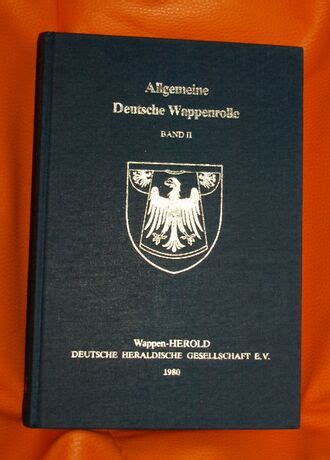 Allgemeine
Deutsche Wappenrolle
BAND II
Wappen-HEROLD
DEUTSCHE HERALDISCHE GESELLSCHAFT E.V.
1980